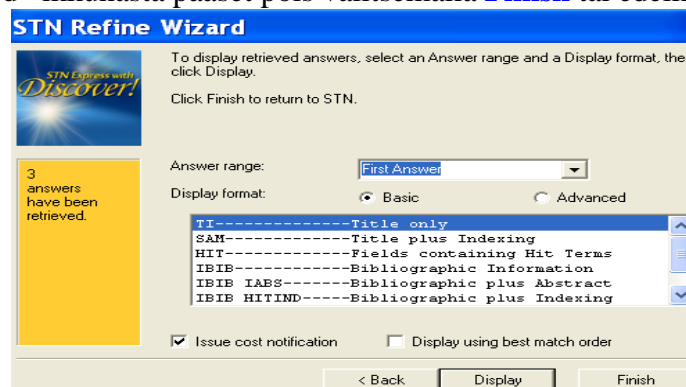 STN Refine Wizard
To display retrieved answers, select an Answer range and a Display format, the
click Display.
Click Finish to return to STN.
STN Express with
Discover!
3
answers
have been
retrieved.
Answer range:
First Answer
Display format:
Basic
Advanced
TI--------------Title only
SAM-------------Title plus Indexing
HIT-------------Fields containing Hit Terms
IBIB------------Bibliographic Information
IBIB IABS-------Bibliographic plus Abstract
IBIB HITIND-----Bibliographic plus Indexing
Issue cost notification
Display using best match order
< Back
Display
Finish